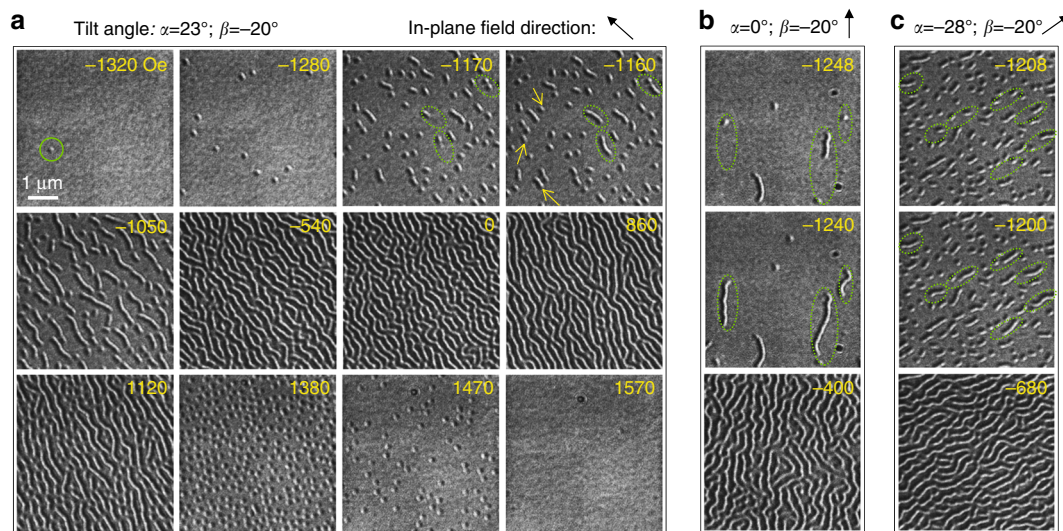 a
Tilt angle: α=23°; β=–20°
In-plane field direction:
–1320 Oe
–1280
–1170
–1160
1 μm
–1050
–540
0
860
1120
1380
1470
1570
b
α=0°; β=–20°
–1248
–1240
–400
c
α=–28°; β=–20°
–1208
–1200
–680